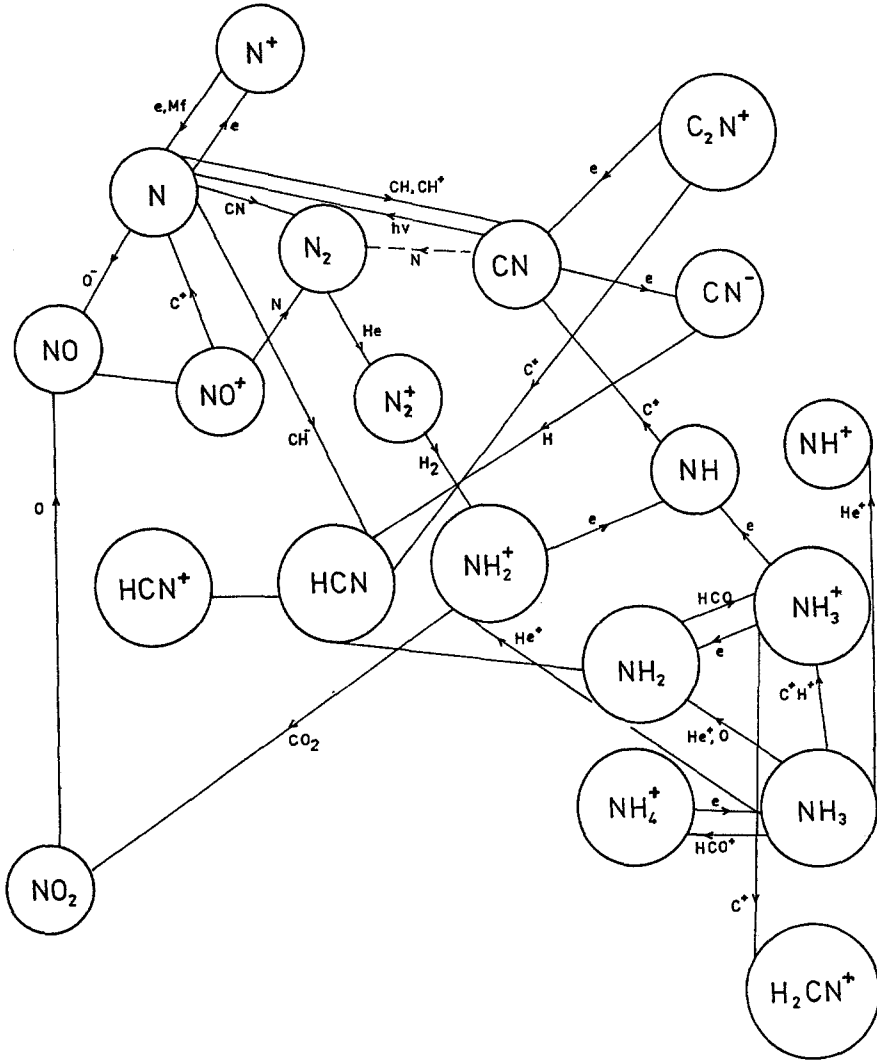 N⁺
e,Mf
e
C₂N⁺
N
CH, CH⁺
e
CN
hν
N₂
N
CN
e
CN⁻
O⁻
C⁺
N
NO
He
C⁺
NO⁺
N₂⁺
CH⁻
H₂
H
C⁺
NH⁺
NH
O
e
e
He⁺
HCN⁺
HCN
NH₂⁺
HCO
NH₃⁺
He⁺
e
NH₂
C⁺H⁺
He⁺, O
CO₂
NH₄⁺
e
NH₃
HCO⁺
NO₂
C⁺
H₂CN⁺